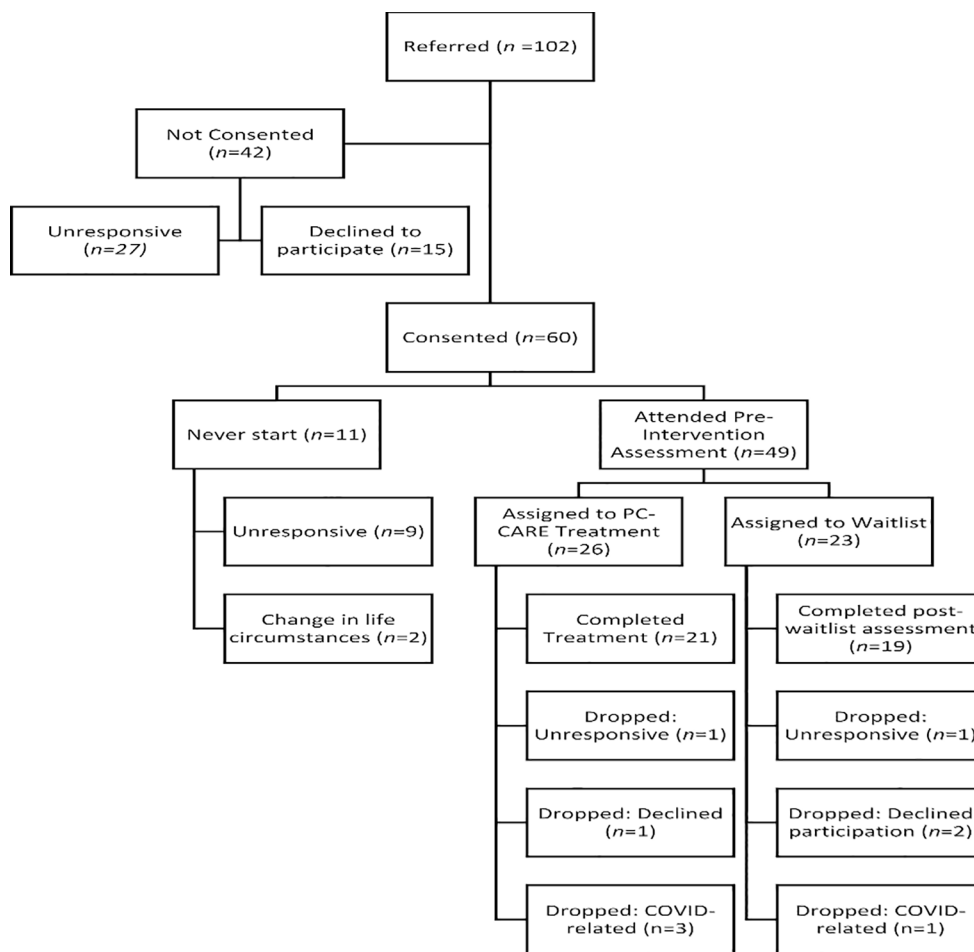 Referred (n =102)
Not Consented
(n=42)
Unresponsive
(n=27)
Declined to
participate (n=15)
Consented (n=60)
Never start (n=11)
Attended Pre-
Intervention
Assessment (n=49)
Unresponsive (n=9)
Change in life
circumstances (n=2)
Assigned to PC-
CARE Treatment
(n=26)
Assigned to Waitlist
(n=23)
Completed
Treatment (n=21)
Completed post-
waitlist assessment
(n=19)
Dropped:
Unresponsive (n=1)
Dropped:
Unresponsive (n=1)
Dropped: Declined
(n=1)
Dropped: Declined
participation (n=2)
Dropped: COVID-
related (n=3)
Dropped: COVID-
related (n=1)